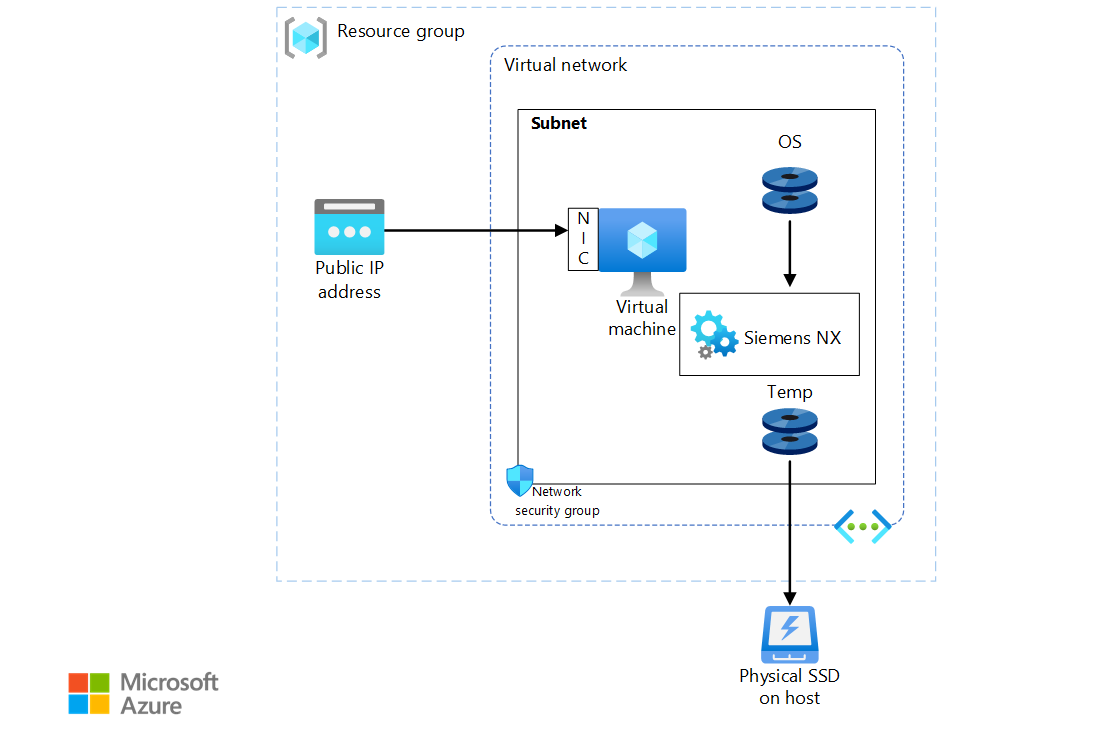 Resource group
Virtual network
Subnet
OS
NIC
Public IP
address
Virtual
machine
Siemens NX
Temp
Network
security group
Physical SSD
on host
Microsoft
Azure